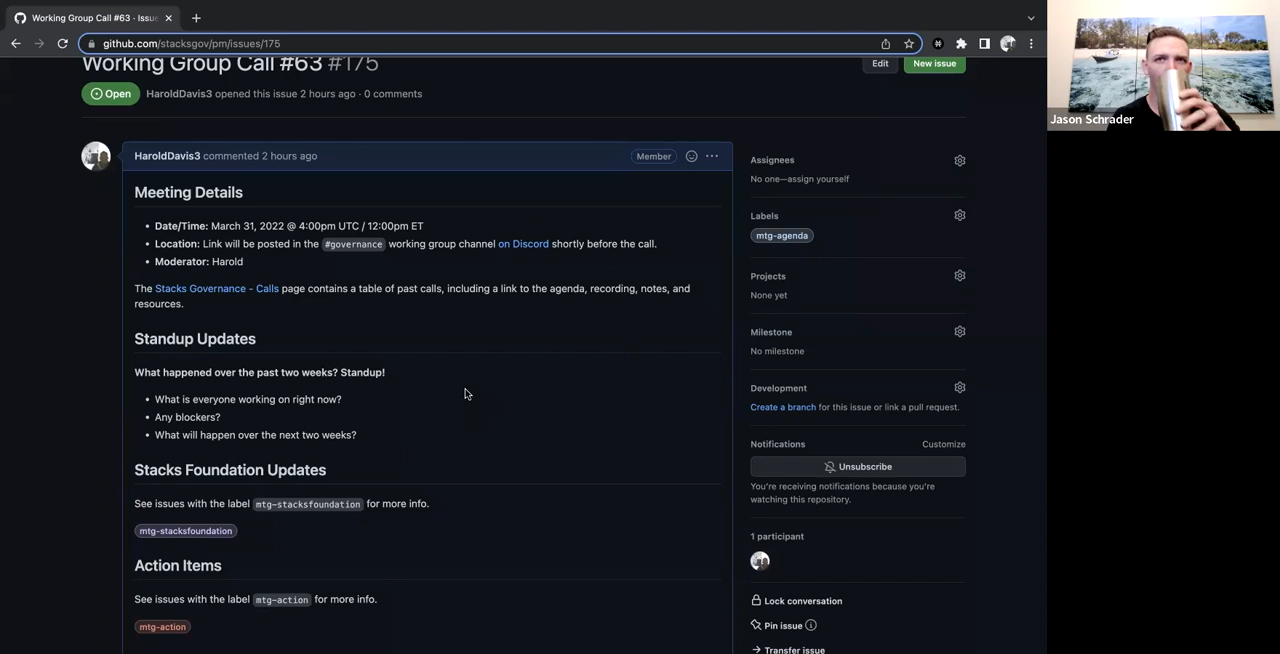 Working Group Call #63 · Issu
github.com/stacksgov/pm/issues/175
Working Group Call #63 #175
Edit
New issue
Open
HaroldDavis3 opened this issue 2 hours ago · 0 comments
HaroldDavis3 commented 2 hours ago
Member
Meeting Details
• Date/Time: March 31, 2022 @ 4:00pm UTC / 12:00pm ET
• Location: Link will be posted in the #governance working group channel on Discord shortly before the call.
• Moderator: Harold
The Stacks Governance - Calls page contains a table of past calls, including a link to the agenda, recording, notes, and
resources.
Standup Updates
What happened over the past two weeks? Standup!
• What is everyone working on right now?
• Any blockers?
• What will happen over the next two weeks?
Stacks Foundation Updates
See issues with the label mtg-stacksfoundation for more info.
mtg-stacksfoundation
Action Items
See issues with the label mtg-action for more info.
mtg-action
Assignees
No one—assign yourself
Labels
mtg-agenda
Projects
None yet
Milestone
No milestone
Development
Create a branch for this issue or link a pull request.
Notifications
Customize
Unsubscribe
You're receiving notifications because you're
watching this repository.
1 participant
Lock conversation
Pin issue
Transfer issue
Jason Schrader